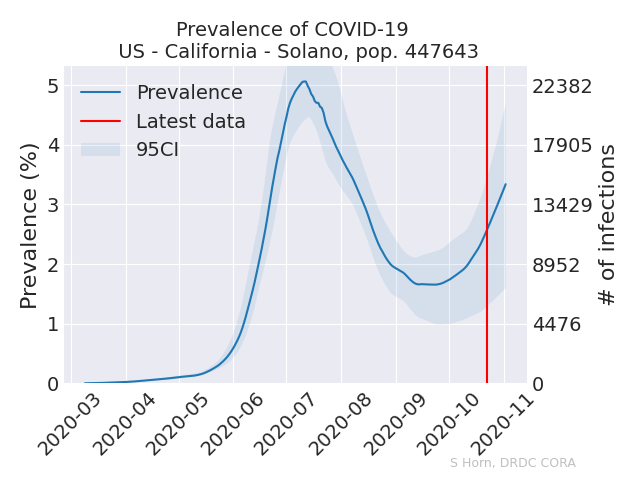 Prevalence of COVID-19
US - California - Solano, pop. 447643
Prevalence
Latest data
95CI
Prevalence (%)
5
4
3
2
1
0
22382
17905
13429
8952
4476
0
# of infections
2020-03
2020-04
2020-05
2020-06
2020-07
2020-08
2020-09
2020-10
2020-11
S Horn, DRDC CORA